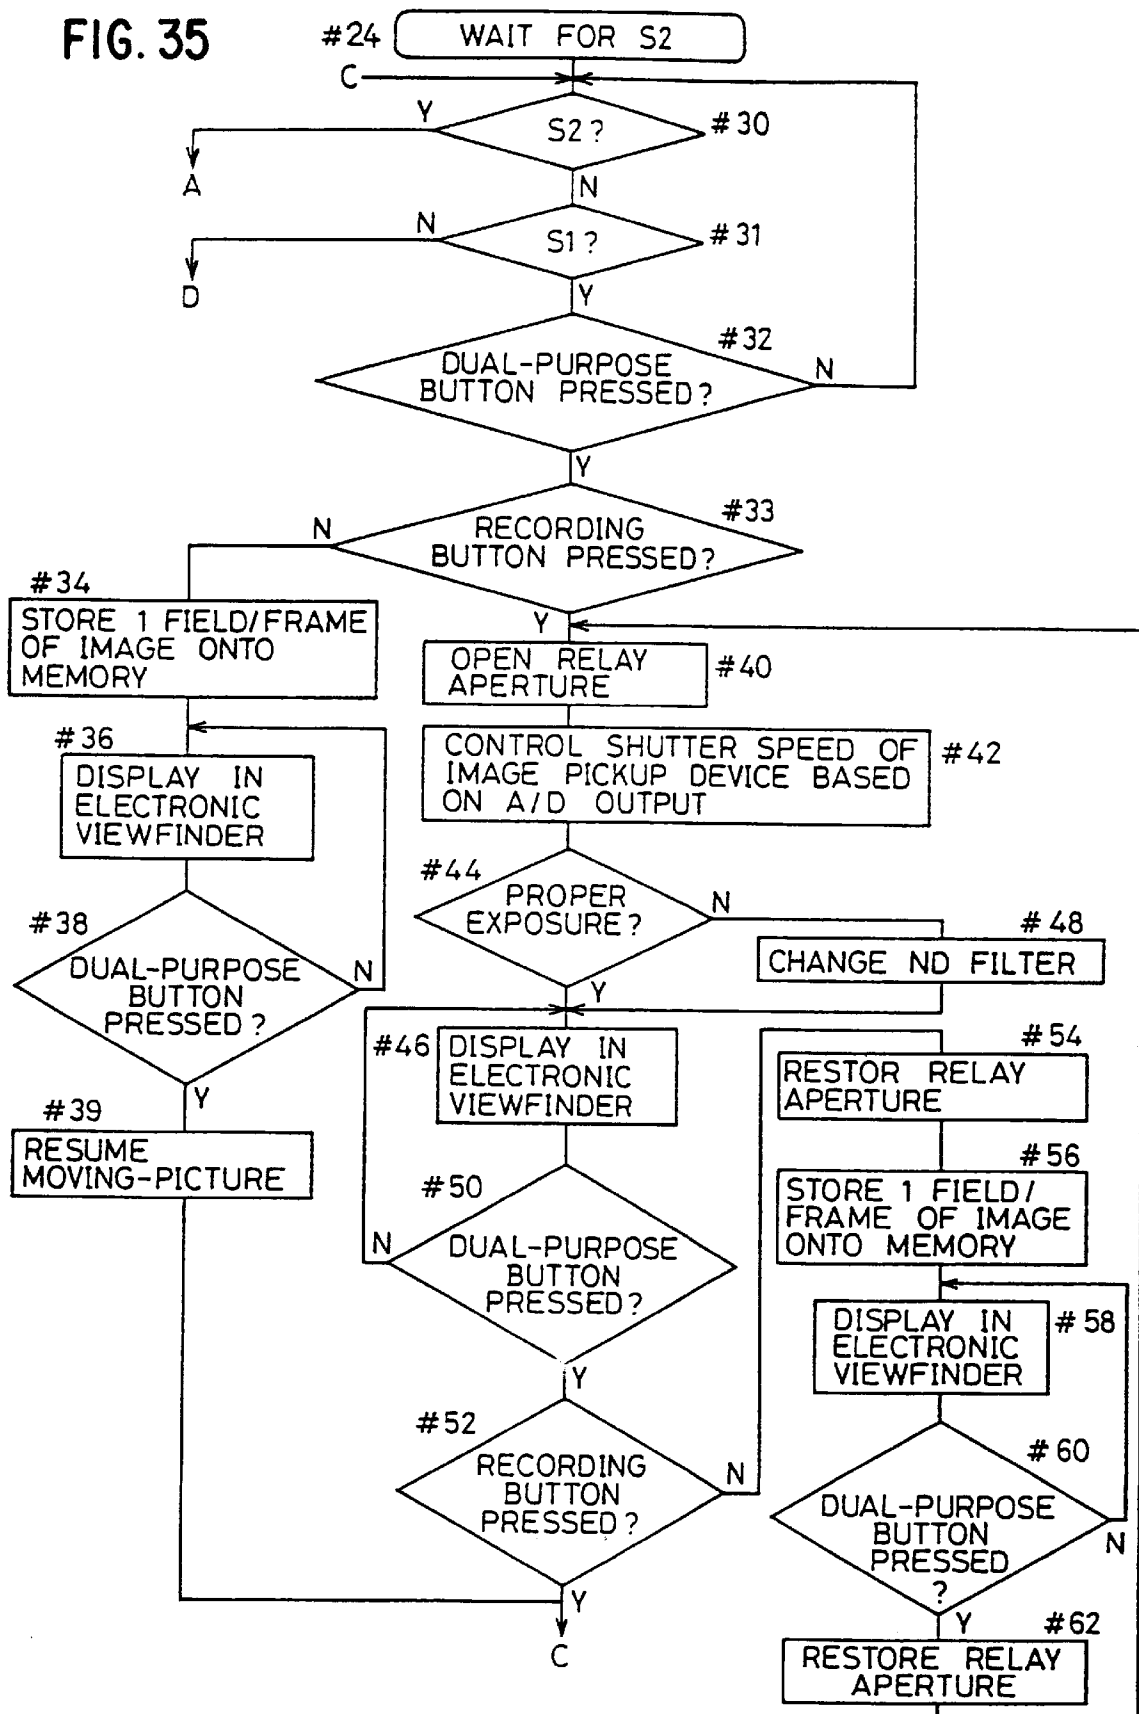 FIG. 35
#24
WAIT FOR S2
C
Y
S2?
#30
A
N
N
S1?
#31
D
Y
#32
DUAL-PURPOSE
BUTTON PRESSED?
N
Y
#33
N
RECORDING
BUTTON PRESSED?
#34
STORE 1 FIELD/FRAME
OF IMAGE ONTO
MEMORY
Y
OPEN RELAY
APERTURE
#40
#36
DISPLAY IN
ELECTRONIC
VIEWFINDER
CONTROL SHUTTER SPEED OF
IMAGE PICKUP DEVICE BASED
ON A/D OUTPUT
#42
#44
PROPER
EXPOSURE?
N
#48
CHANGE ND FILTER
#38
DUAL-PURPOSE
BUTTON
PRESSED?
N
Y
Y
#46
DISPLAY IN
ELECTRONIC
VIEWFINDER
#54
RESTOR RELAY
APERTURE
#39
RESUME
MOVING-PICTURE
#50
N
DUAL-PURPOSE
BUTTON
PRESSED?
Y
#56
STORE 1 FIELD/
FRAME OF IMAGE
ONTO MEMORY
DISPLAY IN
ELECTRONIC
VIEWFINDER
#58
#52
RECORDING
BUTTON
PRESSED?
N
Y
C
#60
DUAL-PURPOSE
BUTTON
PRESSED
?
N
Y
#62
RESTORE RELAY
APERTURE